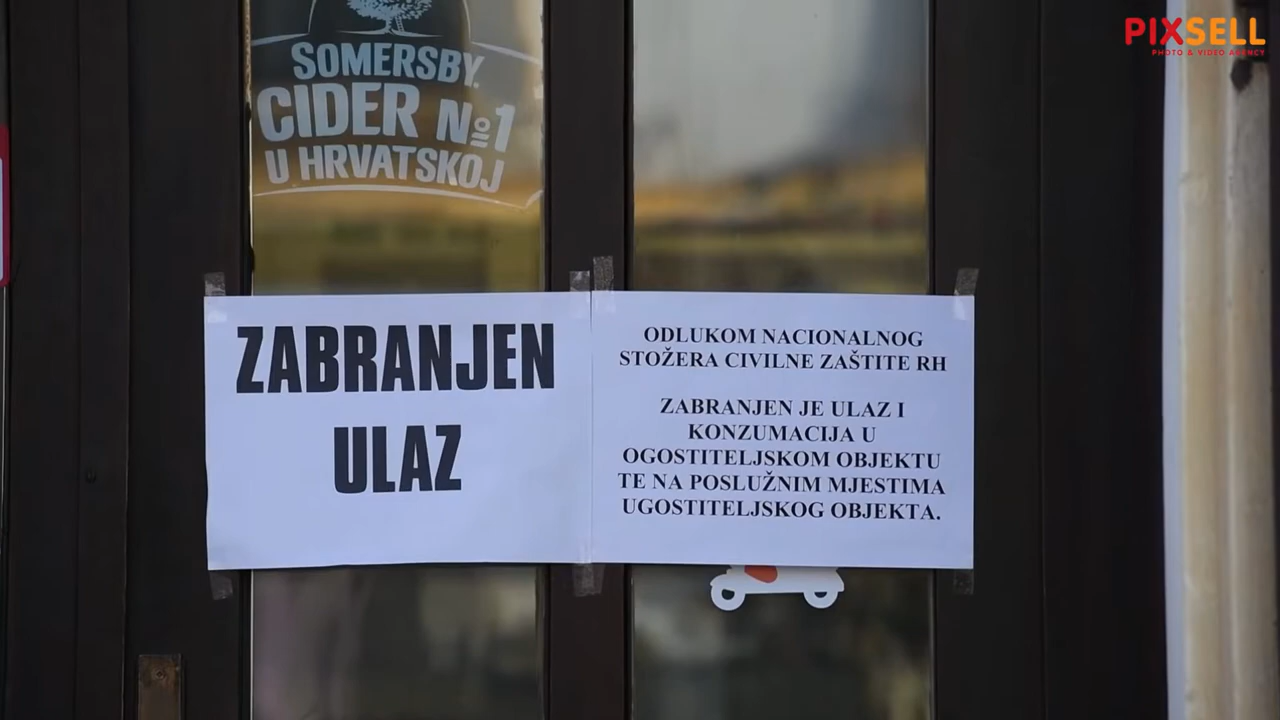 SOMERSBY.
CIDER №1
U HRVATSKOJ
ZABRANJEN
ULAZ
ODLUKOM NACIONALNOG
STOŽERA CIVILNE ZAŠTITE RH
ZABRANJEN JE ULAZ I
KONZUMACIJA U
OGOSTITELJSKOM OBJEKTU
TE NA POSLUŽNIM MJESTIMA
UGOSTITELJSKOG OBJEKTA.
PIXSELL
PHOTO & VIDEO AGENCY